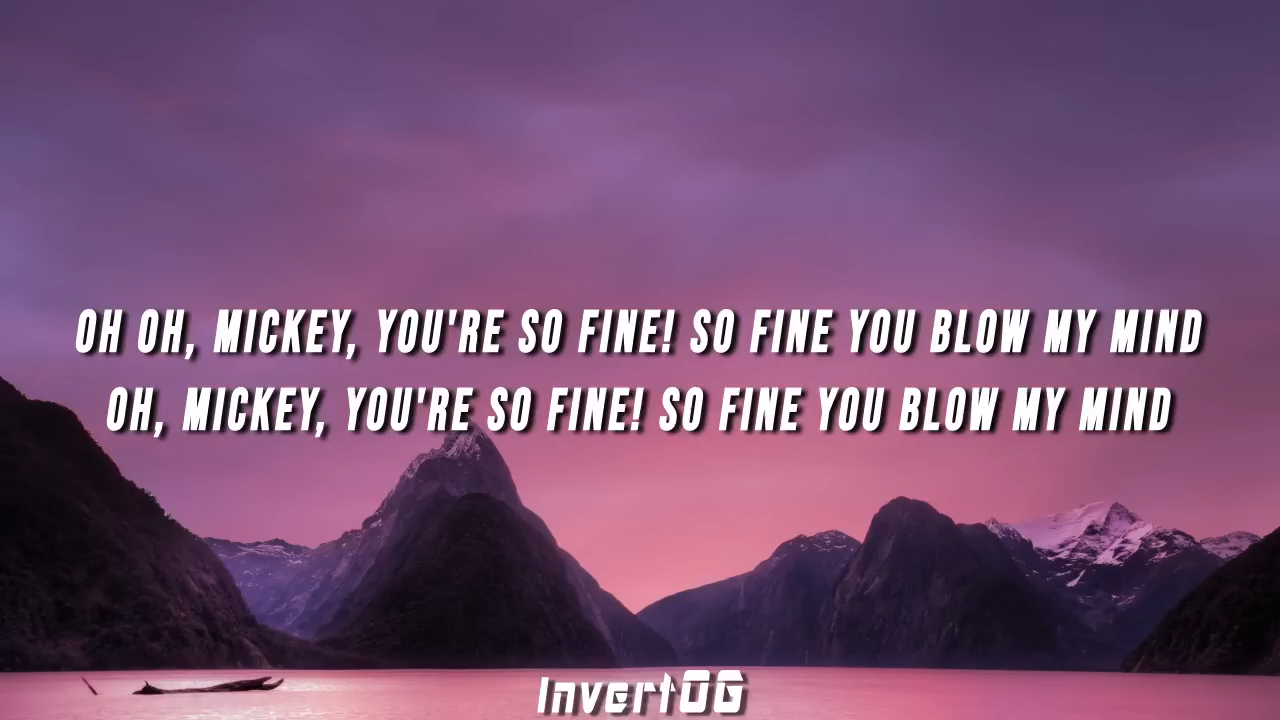 OH OH, MICKEY, YOU'RE SO FINE! SO FINE YOU BLOW MY MIND
OH, MICKEY, YOU'RE SO FINE! SO FINE YOU BLOW MY MIND
InvertOG